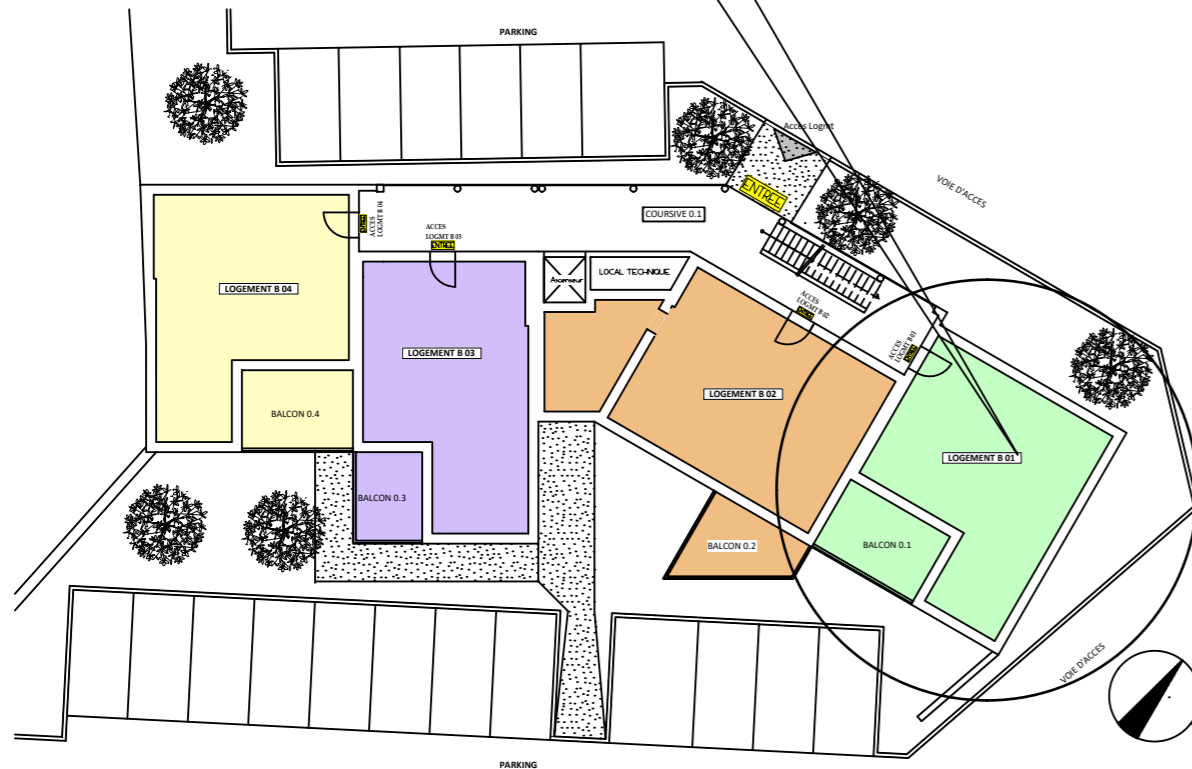 PARKING
Accès Logmt
VOIE D'ACCES
ENTREE
COURSIVE 0.1
ENTREE
ACCES
LOGMT B 04
ACCES
LOGMT B 03
ENTREE
Ascenseur
LOCAL TECHNIQUE
LOGEMENT B 04
LOGEMENT B 03
ACCES
LOGMT B 02
ENTREE
ACCES
LOGMT B 01
ENTREE
LOGEMENT B 02
LOGEMENT B 01
BALCON 0.4
BALCON 0.3
BALCON 0.2
BALCON 0.1
VOIE D'ACCES
PARKING